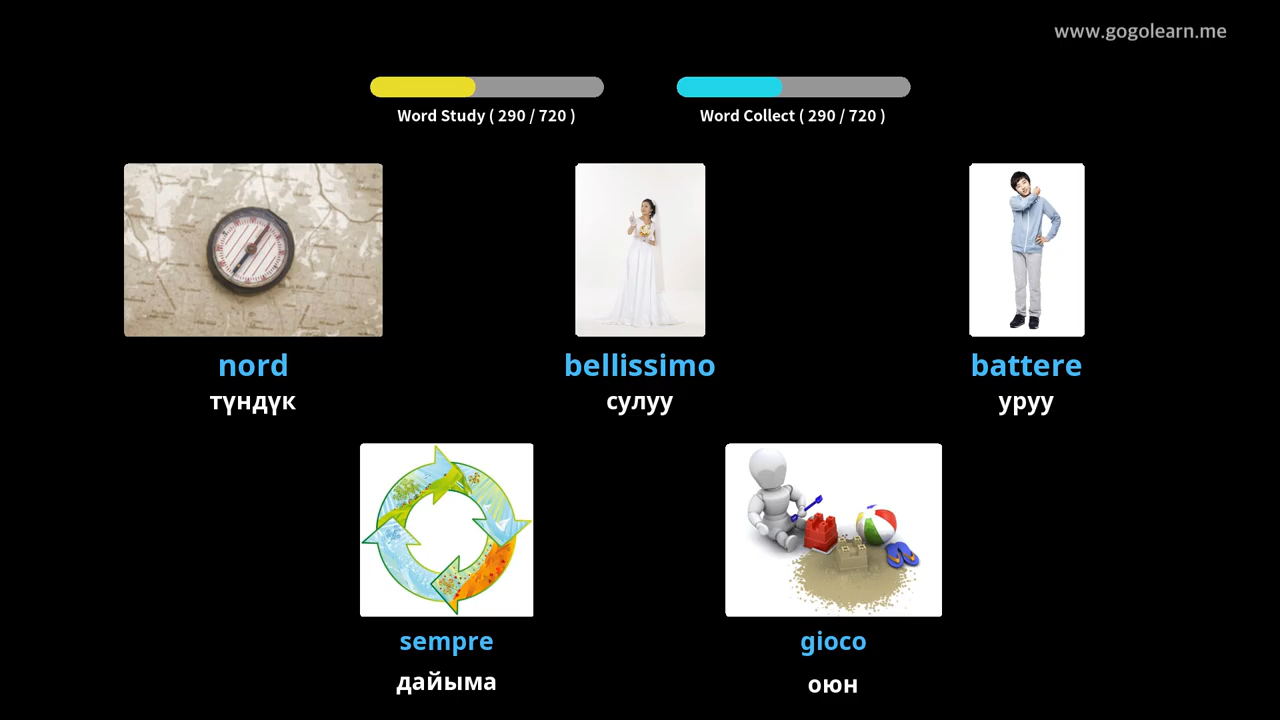 www.gogolearn.me
Word Study ( 290 / 720 )
Word Collect ( 290 / 720 )
nord
түндүк
bellissimo
сулуу
battere
уруу
sempre
дайыма
gioco
оюн